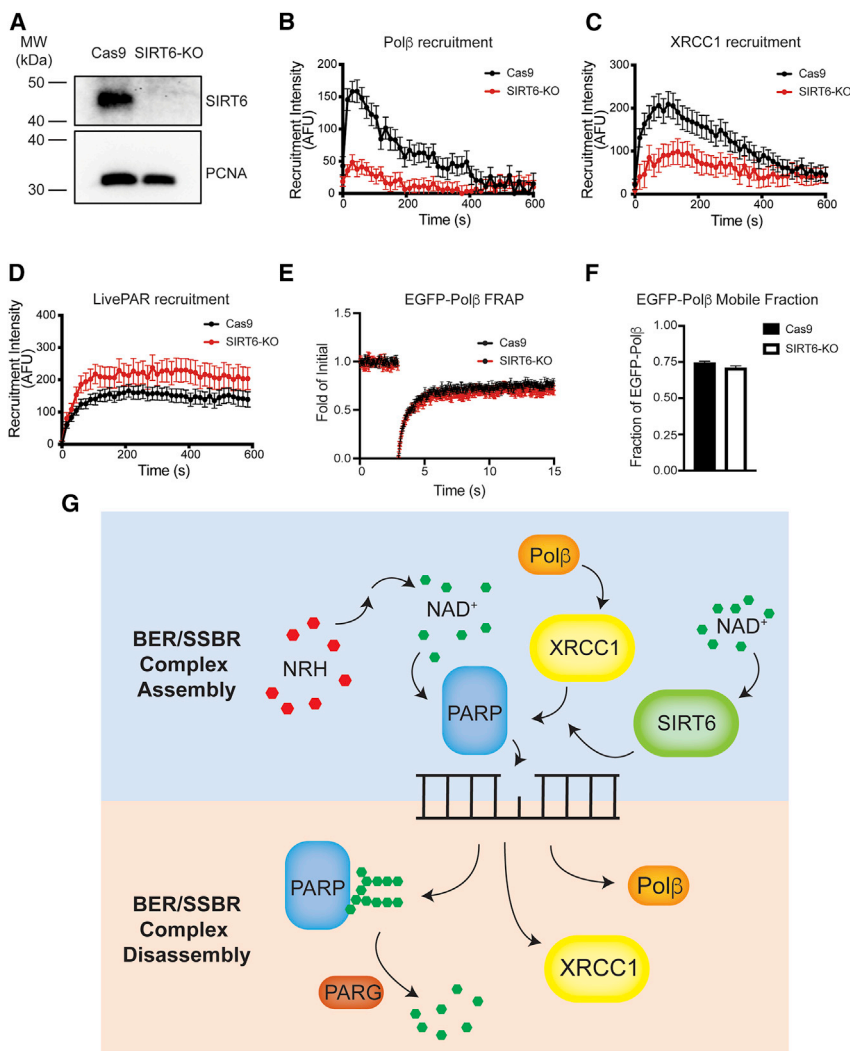 A
MW
(kDa)
Cas9 SIRT6-KO
50
40
SIRT6
40
30
PCNA
B
Polβ recruitment
Recruitment Intensity
(AFU)
200
150
100
50
0
0 200 400 600
Time (s)
Cas9
SIRT6-KO
C
XRCC1 recruitment
Recruitment Intensity
(AFU)
300
200
100
0
0 200 400 600
Time (s)
Cas9
SIRT6-KO
D
LivePAR recruitment
Recruitment Intensity
(AFU)
400
300
200
100
0
0 200 400 600
Time (s)
Cas9
SIRT6-KO
E
EGFP-Polβ FRAP
Fold of Initial
1.5
1.0
0.5
0.0
0 5 10 15
Time (s)
Cas9
SIRT6-KO
F
EGFP-Polβ Mobile Fraction
Fraction of EGFP-Polβ
1.00
0.75
0.50
0.25
0.00
Cas9
SIRT6-KO
G
BER/SSBR
Complex
Assembly
NRH
NAD+
Polβ
XRCC1
PARP
NAD+
SIRT6
BER/SSBR
Complex
Disassembly
PARP
PARG
Polβ
XRCC1